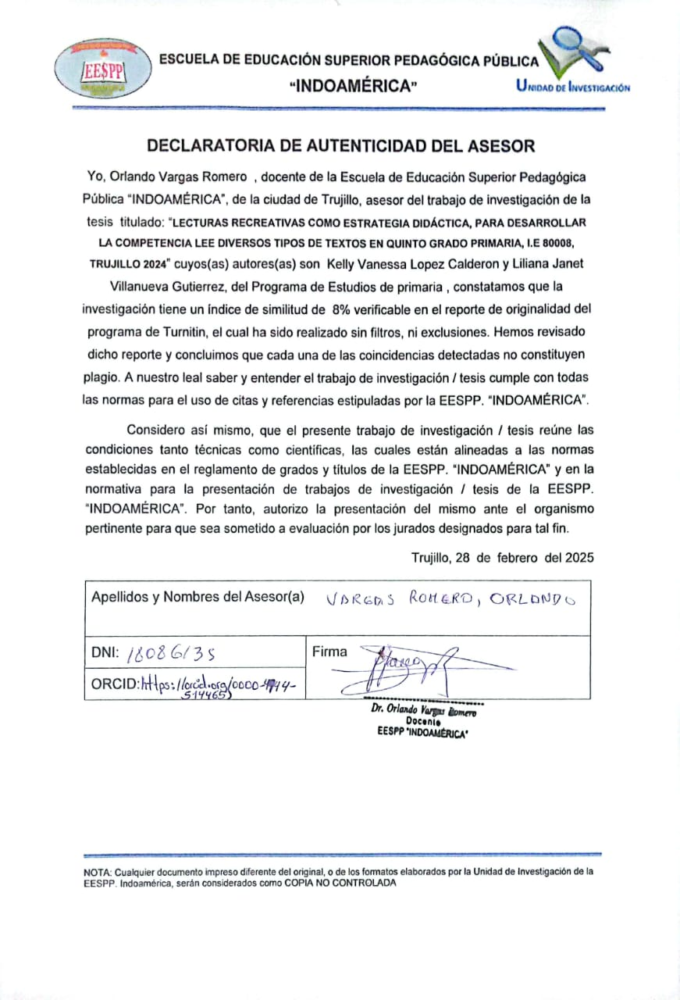 EESPP
ESCUELA DE EDUCACIÓN SUPERIOR PEDAGÓGICA PÚBLICA
“INDOAMÉRICA”
UNIDAD DE INVESTIGACIÓN
DECLARATORIA DE AUTENTICIDAD DEL ASESOR
Yo, Orlando Vargas Romero , docente de la Escuela de Educación Superior Pedagógica
Pública “INDOAMÉRICA”, de la ciudad de Trujillo, asesor del trabajo de investigación de la
tesis titulado: “LECTURAS RECREATIVAS COMO ESTRATEGIA DIDÁCTICA, PARA DESARROLLAR
LA COMPETENCIA LEE DIVERSOS TIPOS DE TEXTOS EN QUINTO GRADO PRIMARIA, I.E 80008,
TRUJILLO 2024” cuyos(as) autores(as) son Kelly Vanessa Lopez Calderon y Liliana Janet
Villanueva Gutierrez, del Programa de Estudios de primaria , constatamos que la
investigación tiene un índice de similitud de 8% verificable en el reporte de originalidad del
programa de Turnitin, el cual ha sido realizado sin filtros, ni exclusiones. Hemos revisado
dicho reporte y concluimos que cada una de las coincidencias detectadas no constituyen
plagio. A nuestro leal saber y entender el trabajo de investigación / tesis cumple con todas
las normas para el uso de citas y referencias estipuladas por la EESPP. “INDOAMÉRICA”.
Considero así mismo, que el presente trabajo de investigación / tesis reúne las
condiciones tanto técnicas como científicas, las cuales están alineadas a las normas
establecidas en el reglamento de grados y títulos de la EESPP. “INDOAMÉRICA” y en la
normativa para la presentación de trabajos de investigación / tesis de la EESPP.
“INDOAMÉRICA”. Por tanto, autorizo la presentación del mismo ante el organismo
pertinente para que sea sometido a evaluación por los jurados designados para tal fin.
Trujillo, 28 de febrero del 2025
Apellidos y Nombres del Asesor(a) VARGAS ROMERO, ORLANDO
DNI: 18086135
Firma
ORCID: https://orcid.org/0000-
Dr. Orlando Vargas Romero
Docente
EESPP "INDOAMÉRICA"
NOTA: Cualquier documento impreso diferente del original, o de los formatos elaborados por la Unidad de Investigación de la
EESPP. Indoamérica, serán considerados como COPIA NO CONTROLADA